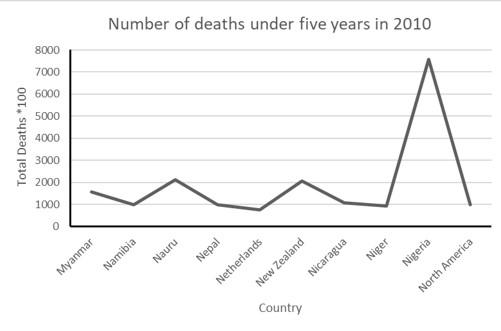 Number of deaths under five years in 2010
Total Deaths *100
8000
7000
6000
5000
4000
3000
2000
1000
0
Myanmar
Namibia
Nauru
Nepal
Netherlands
New Zealand
Nicaragua
Niger
Nigeria
North America
Country